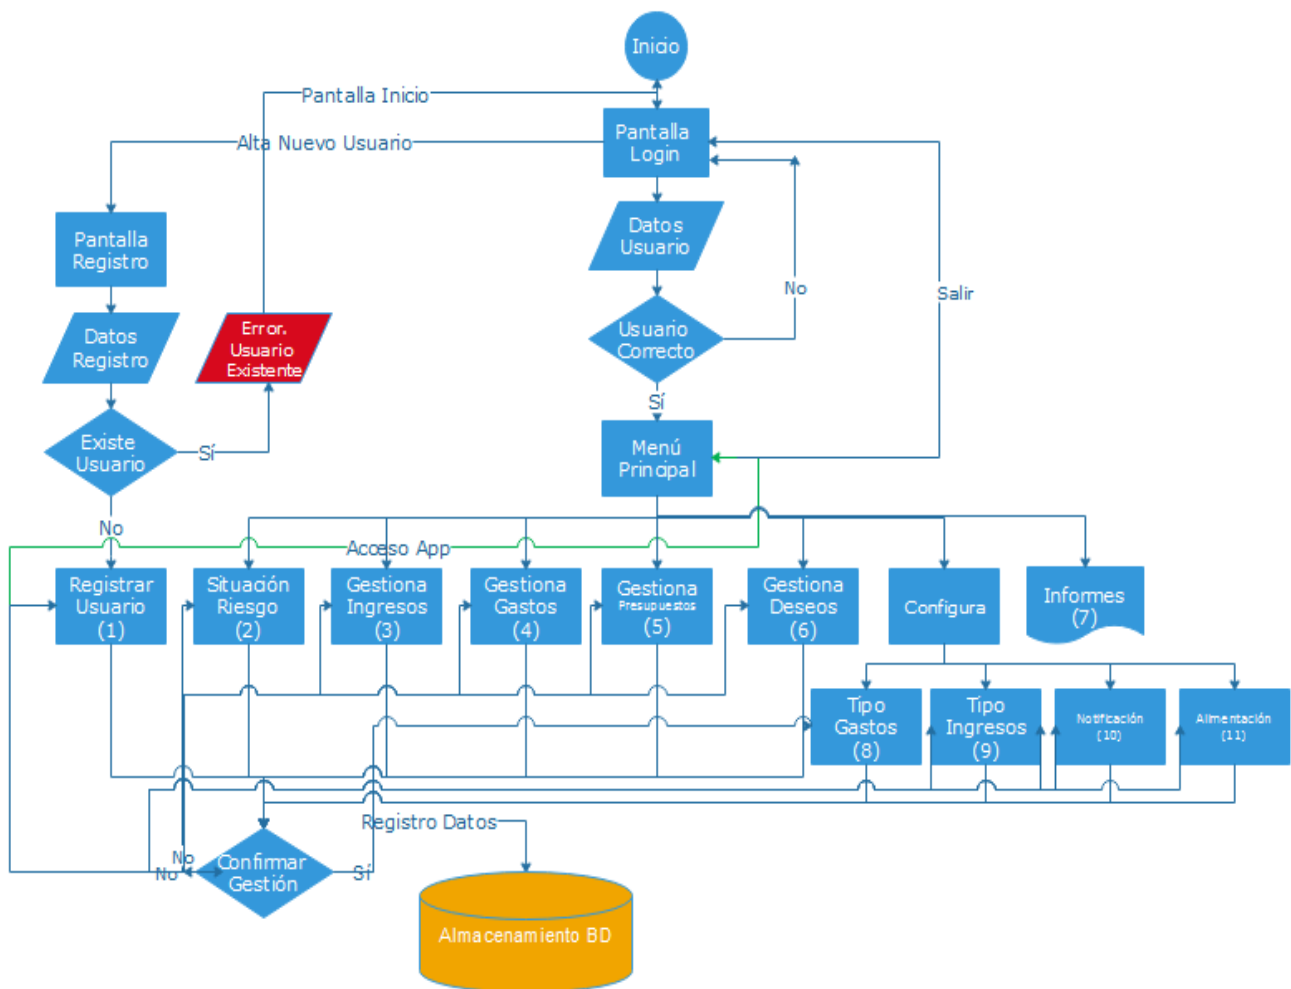 Inicio
Pantalla Inicio
Pantalla
Login
Alta Nuevo Usuario
Pantalla
Registro
Datos
Usuario
No
Salir
Datos
Registro
Error.
Usuario
Existente
Usuario
Correcto
Sí
Existe
Usuario
Sí
Menú
Principal
No
Acceso App
Registrar
Usuario
(1)
Situación
Riesgo
(2)
Gestiona
Ingresos
(3)
Gestiona
Gastos
(4)
Gestiona
Presupuestos
(5)
Gestiona
Deseos
(6)
Configura
Informes
(7)
Tipo
Gastos
(8)
Tipo
Ingresos
(9)
Notificación
(10)
Alimentación
(11)
Registro Datos
No
No
Confirmar
Gestión
Sí
Almacenamiento BD